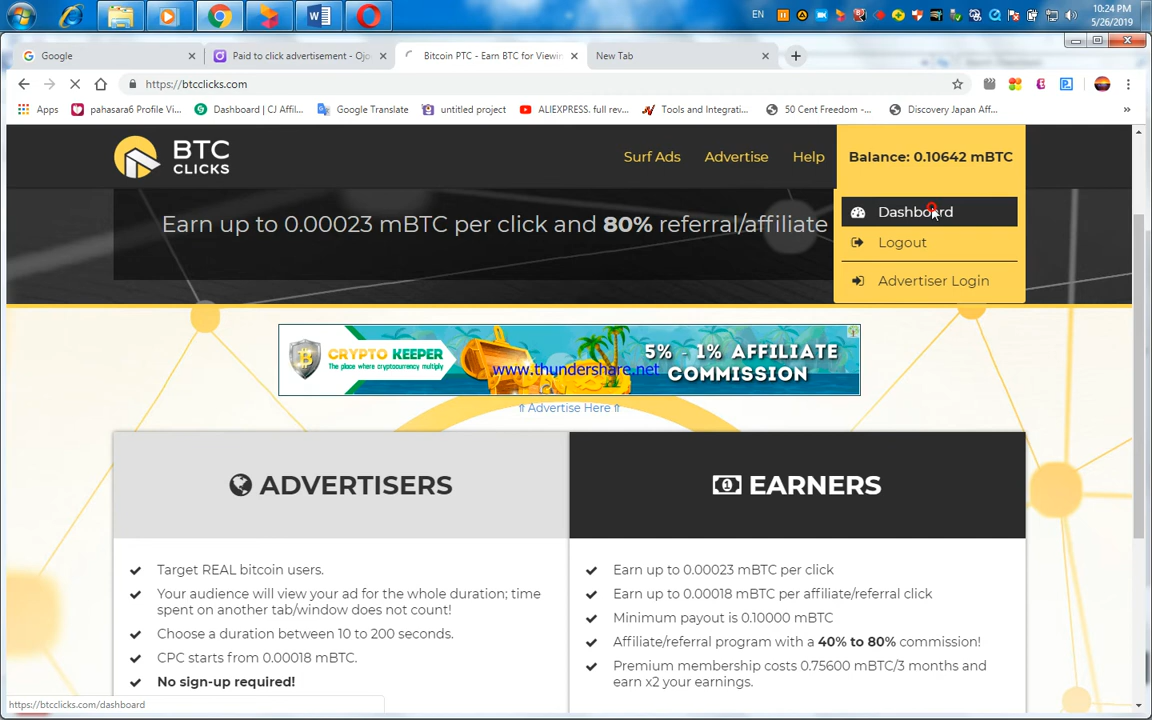 EN
10:24 PM
5/26/2019
Google
Paid to click advertisement - Ojo
Bitcoin PTC - Earn BTC for Viewin
New Tab
https://btcclicks.com
Apps
pahasara6 Profile Vi...
Dashboard | CJ Affil...
Google Translate
untitled project
ALIEXPRESS. full rev...
Tools and Integrati...
50 Cent Freedom -...
Discovery Japan Aff...
»
BTC
CLICKS
Surf Ads
Advertise
Help
Balance: 0.10642 mBTC
Dashboard
Logout
Advertiser Login
Earn up to 0.00023 mBTC per click and 80% referral/affiliate
CRYPTO KEEPER
The place where cryptocurrency multiply
www.thundershare.net
5% - 1% AFFILIATE
COMMISSION
⇑ Advertise Here ⇑
ADVERTISERS
Target REAL bitcoin users.
Your audience will view your ad for the whole duration; time
spent on another tab/window does not count!
Choose a duration between 10 to 200 seconds.
CPC starts from 0.00018 mBTC.
No sign-up required!
EARNERS
Earn up to 0.00023 mBTC per click
Earn up to 0.00018 mBTC per affiliate/referral click
Minimum payout is 0.10000 mBTC
Affiliate/referral program with a 40% to 80% commission!
Premium membership costs 0.75600 mBTC/3 months and
earn x2 your earnings.
https://btcclicks.com/dashboard